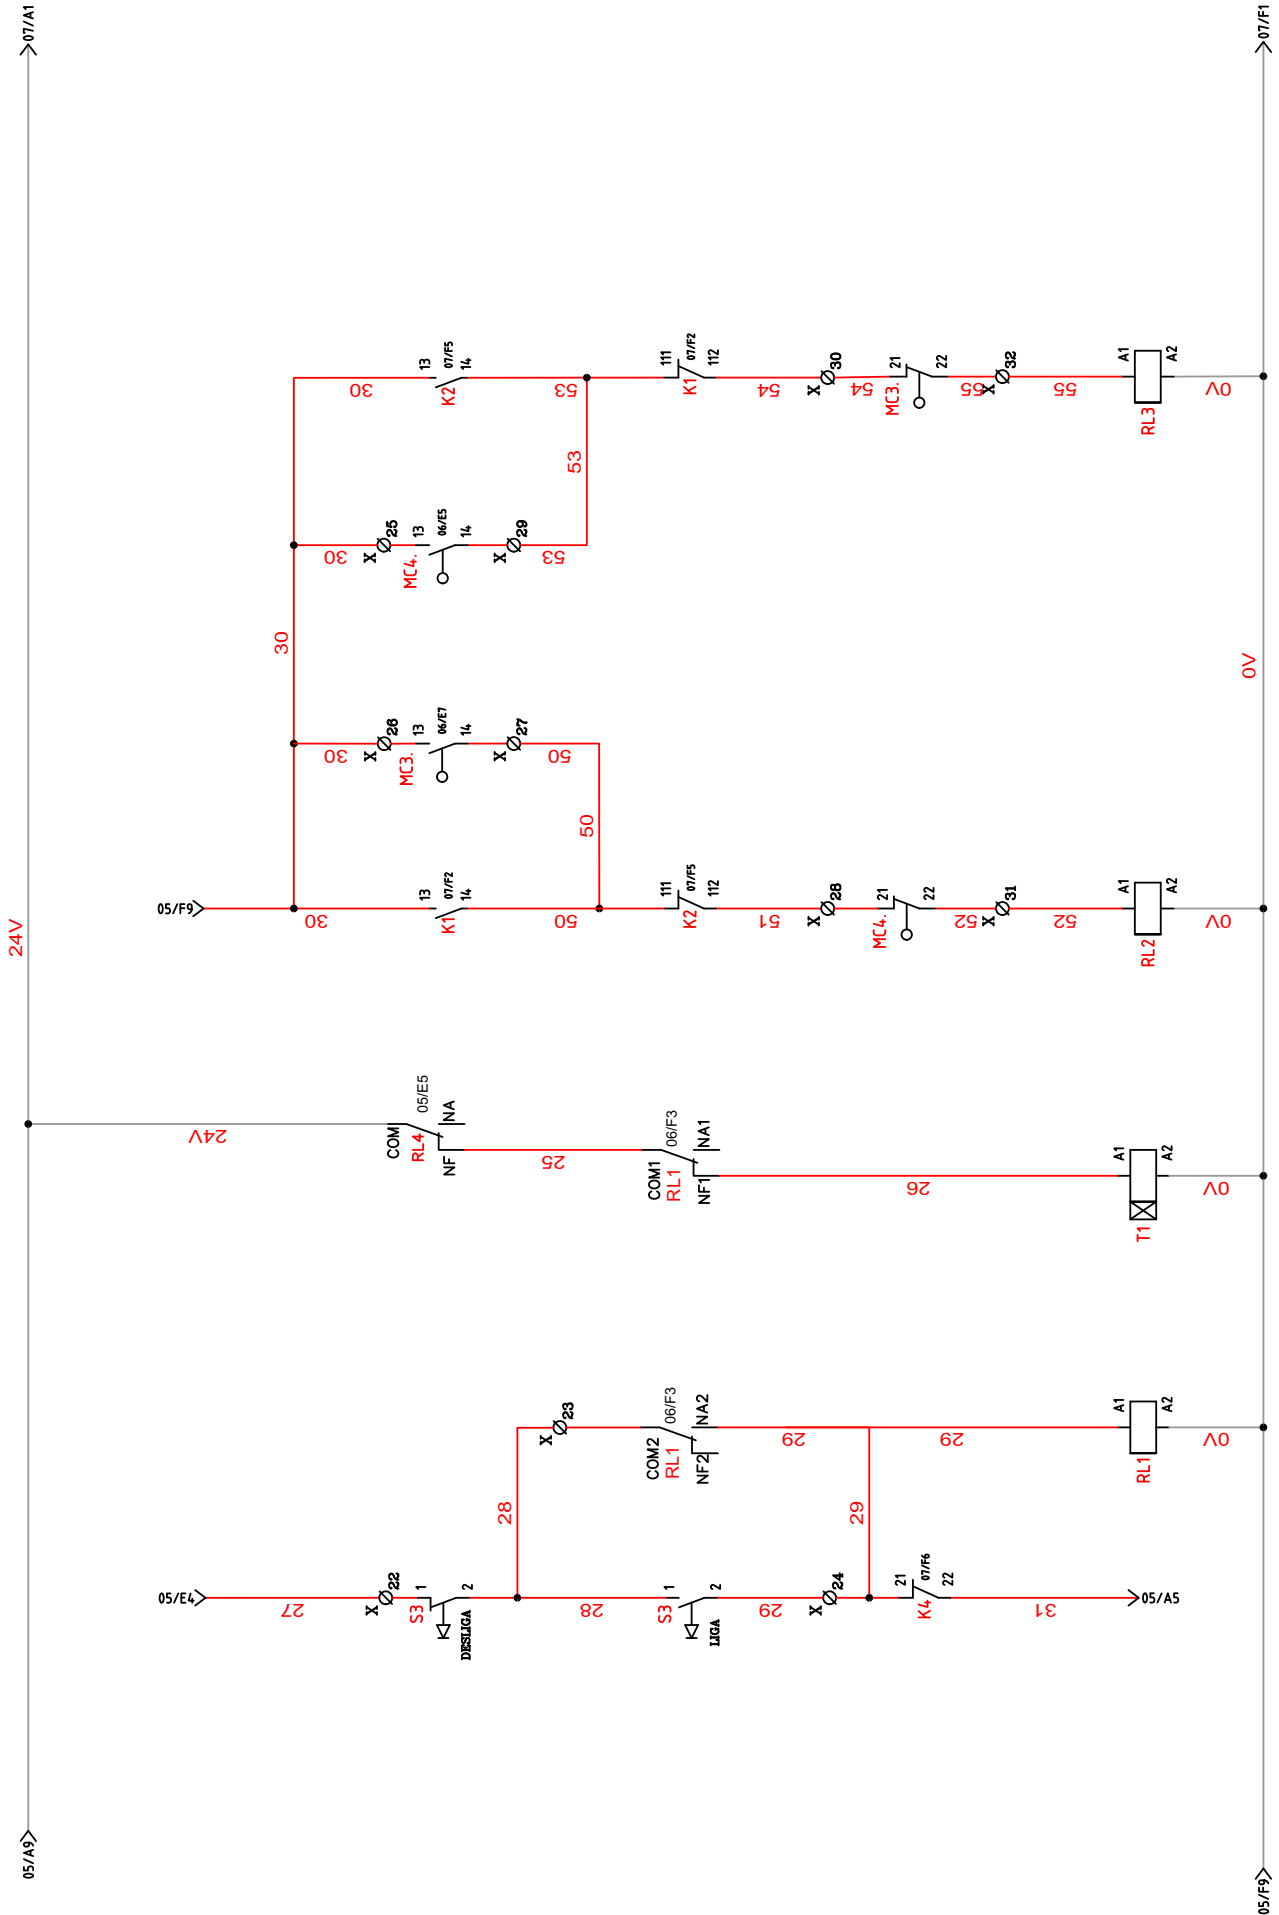 07/A1
07/F1
24V
0V
05/A9
05/F9
05/E4
27
X
22
S3
1
2
DESLIGA
28
28
X
23
S3
1
2
LIGA
29
X
24
29
21
07/F6
22
K4
31
05/A5
COM2
06/F3
RL1
NF2
NA2
29
29
A1
A2
RL1
0V
24V
COM
05/E5
RL4
NF
NA
25
COM1
06/F3
RL1
NF1
NA1
26
A1
A2
T1
0V
05/F9
30
30
13
07/F2
14
K1
50
50
111
07/F5
112
K2
51
X
28
21
22
MC4.
52
X
31
52
A1
A2
RL2
0V
30
X
26
13
06/E7
14
MC3.
X
27
50
30
X
25
13
06/E5
14
MC4.
X
29
53
53
30
13
07/F5
14
K2
53
111
07/F2
112
K1
54
X
30
54
21
22
MC3.
55
X
32
55
A1
A2
RL3
0V